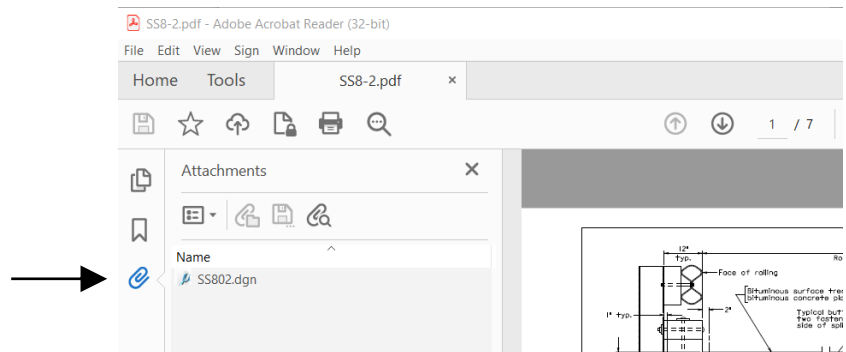 SS8-2.pdf - Adobe Acrobat Reader (32-bit)
File Edit View Sign Window Help
Home Tools SS8-2.pdf ×
1 / 7
Attachments
Name
SS802.dgn
12"
typ.
Face of railing
Bituminous surface
bituminous concrete
1" typ.
2"
Typical
two
side of